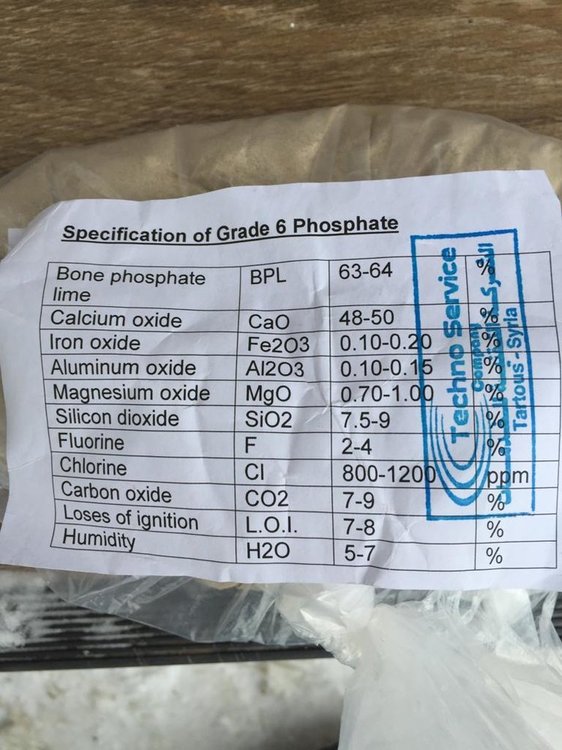 Specification of Grade 6 Phosphate
Bone phosphate lime BPL 63-64 %
Calcium oxide CaO 48-50 %
Iron oxide Fe2O3 0.10-0.20 %
Aluminum oxide Al2O3 0.10-0.15 %
Magnesium oxide MgO 0.70-1.00 %
Silicon dioxide SiO2 7.5-9 %
Fluorine F 2-4 %
Chlorine Cl 800-1200 ppm
Carbon oxide CO2 7-9 %
Loses of ignition L.O.I. 7-8 %
Humidity H2O 5-7 %
Techno Service
Company
Tartous - Syria